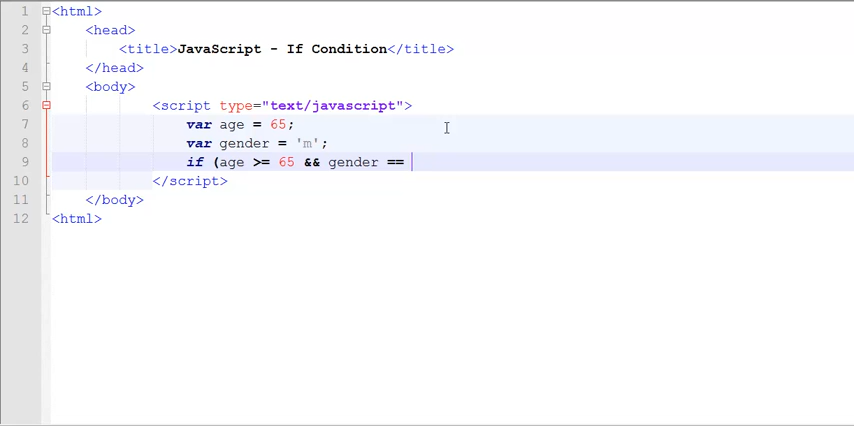 1 <html>
2 <head>
3 <title>JavaScript - If Condition</title>
4 </head>
5 <body>
6 <script type="text/javascript">
7 var age = 65;
8 var gender = 'm';
9 if (age >= 65 && gender ==
10 </script>
11 </body>
12 <html>